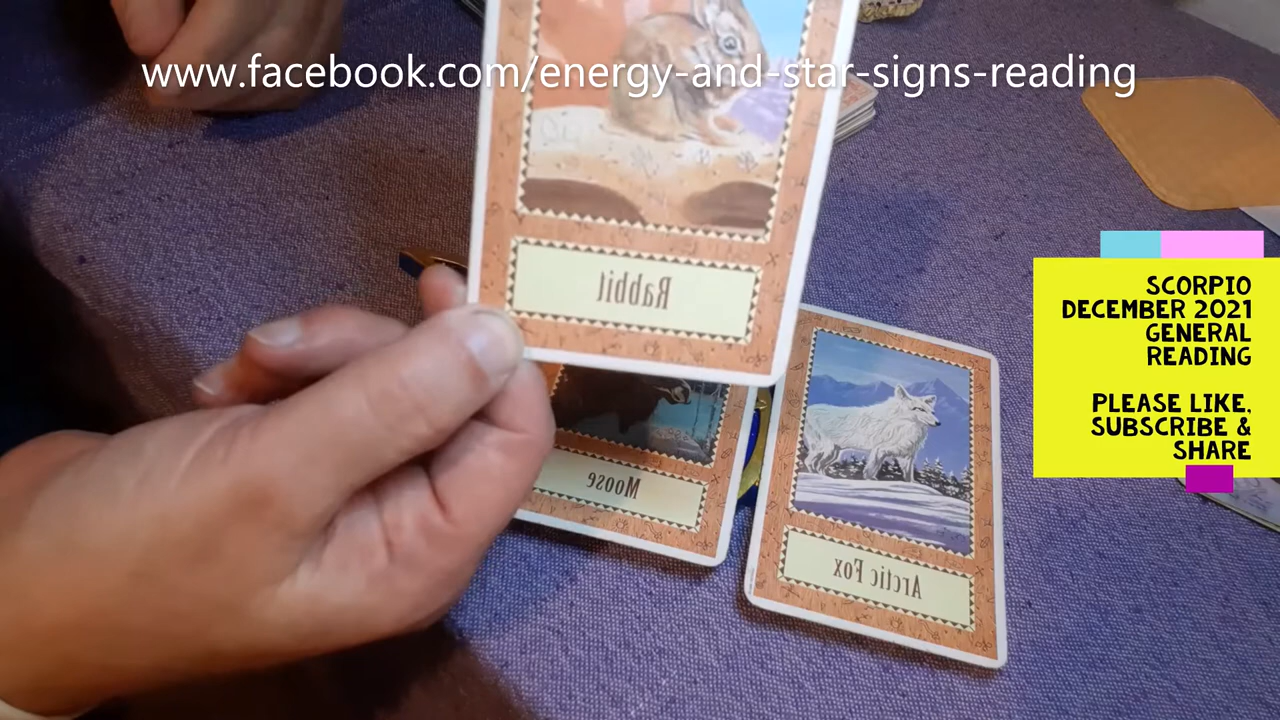 www.facebook.com/energy-and-star-signs-reading
Rabbit
SCORPIO
DECEMBER 2021
GENERAL
READING
PLEASE LIKE,
SUBSCRIBE &
SHARE
Moose
Arctic Fox